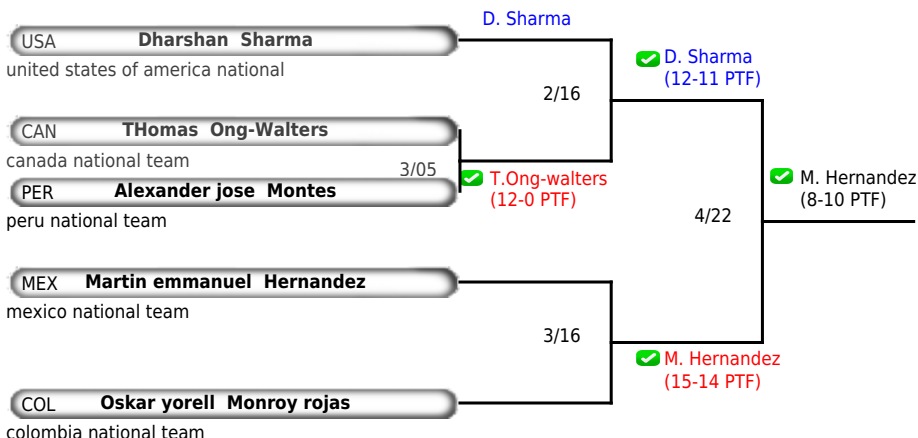 D. Sharma
USA Dharshan Sharma
united states of america national
D. Sharma
(12-11 PTF)
2/16
CAN THomas Ong-Walters
canada national team
3/05
PER Alexander jose Montes
peru national team
T.Ong-walters
(12-0 PTF)
M. Hernandez
(8-10 PTF)
4/22
MEX Martin emmanuel Hernandez
mexico national team
3/16
M. Hernandez
(15-14 PTF)
COL Oskar yorell Monroy rojas
colombia national team